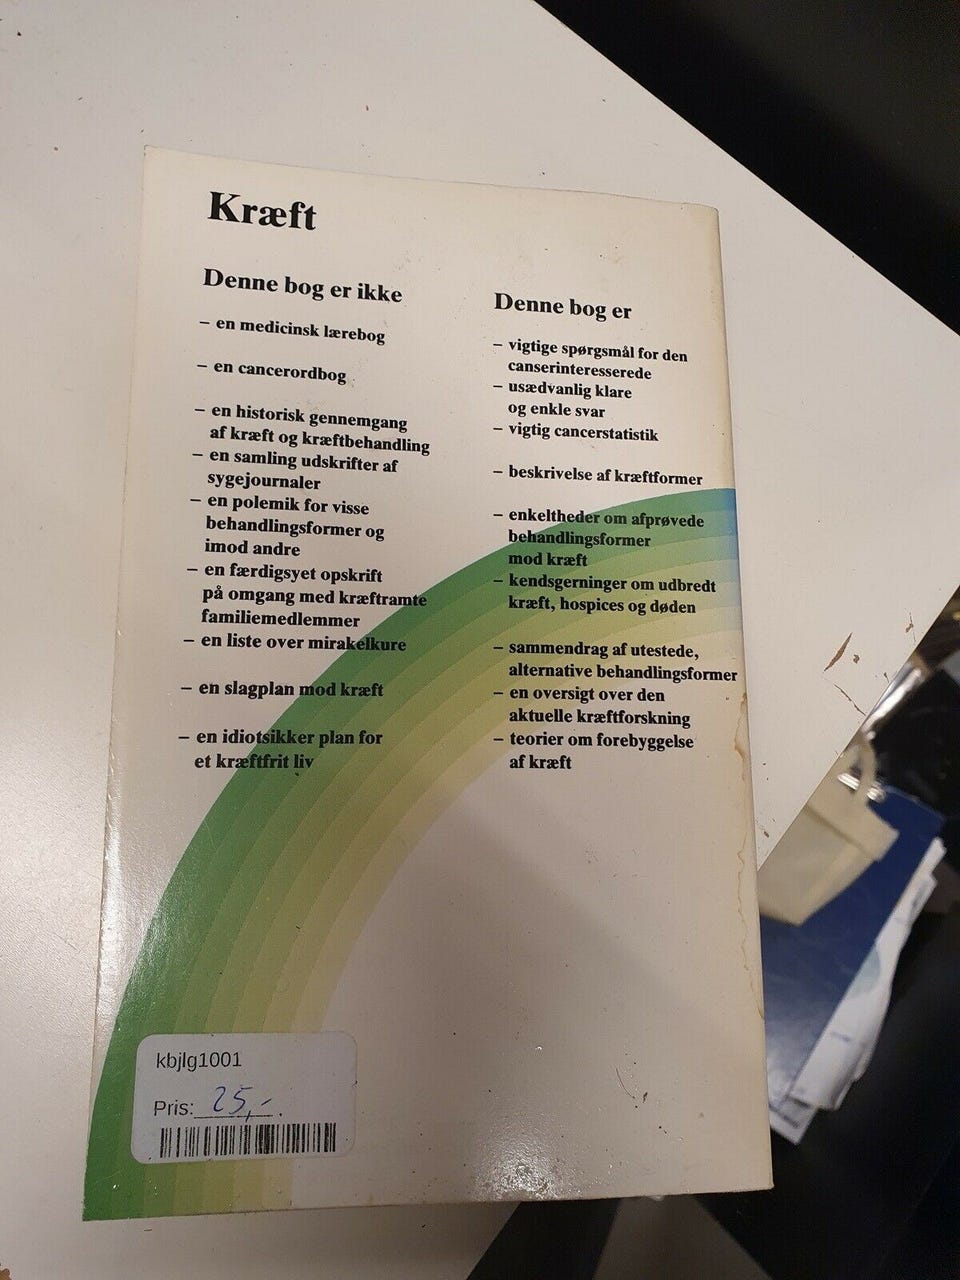 Kræft
Denne bog er ikke
– en medicinsk lærebog
– en cancerordbog
– en historisk gennemgang
af kræft og kræftbehandling
– en samling udskrifter af
sygejournaler
– en polemik for visse
behandlingsformer og
imod andre
– en færdigsyet opskrift
på omgang med kræftramte
familiemedlemmer
– en liste over mirakelkure
– en slagplan mod kræft
– en idiotsikker plan for
et kræftfrit liv
Denne bog er
– vigtige spørgsmål for den
canserinteresserede
– usædvanlig klare
og enkle svar
– vigtig cancerstatistik
– beskrivelse af kræftformer
– enkeltheder om afprøvede
behandlingsformer
mod kræft
– kendsgerninger om udbredt
kræft, hospices og døden
– sammendrag af utestede,
alternative behandlingsformer
– en oversigt over den
aktuelle kræftforskning
– teorier om forebyggelse
af kræft
kbjlg1001
Pris: 25,-